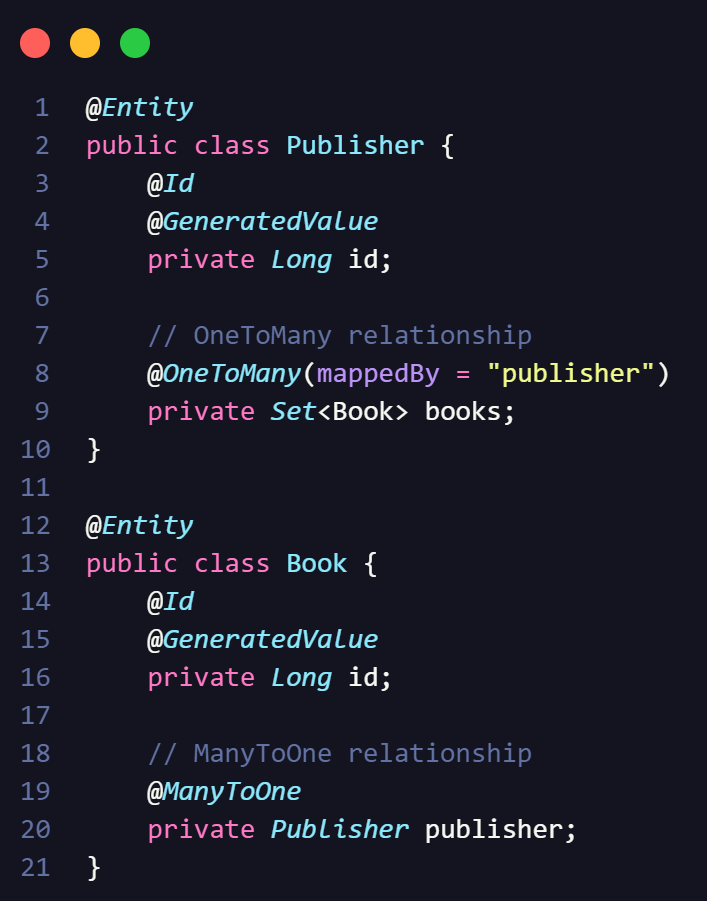 1 @Entity
2 public class Publisher {
3     @Id
4     @GeneratedValue
5     private Long id;
6
7     // OneToMany relationship
8     @OneToMany(mappedBy = "publisher")
9     private Set<Book> books;
10 }
11
12 @Entity
13 public class Book {
14     @Id
15     @GeneratedValue
16     private Long id;
17
18     // ManyToOne relationship
19     @ManyToOne
20     private Publisher publisher;
21 }